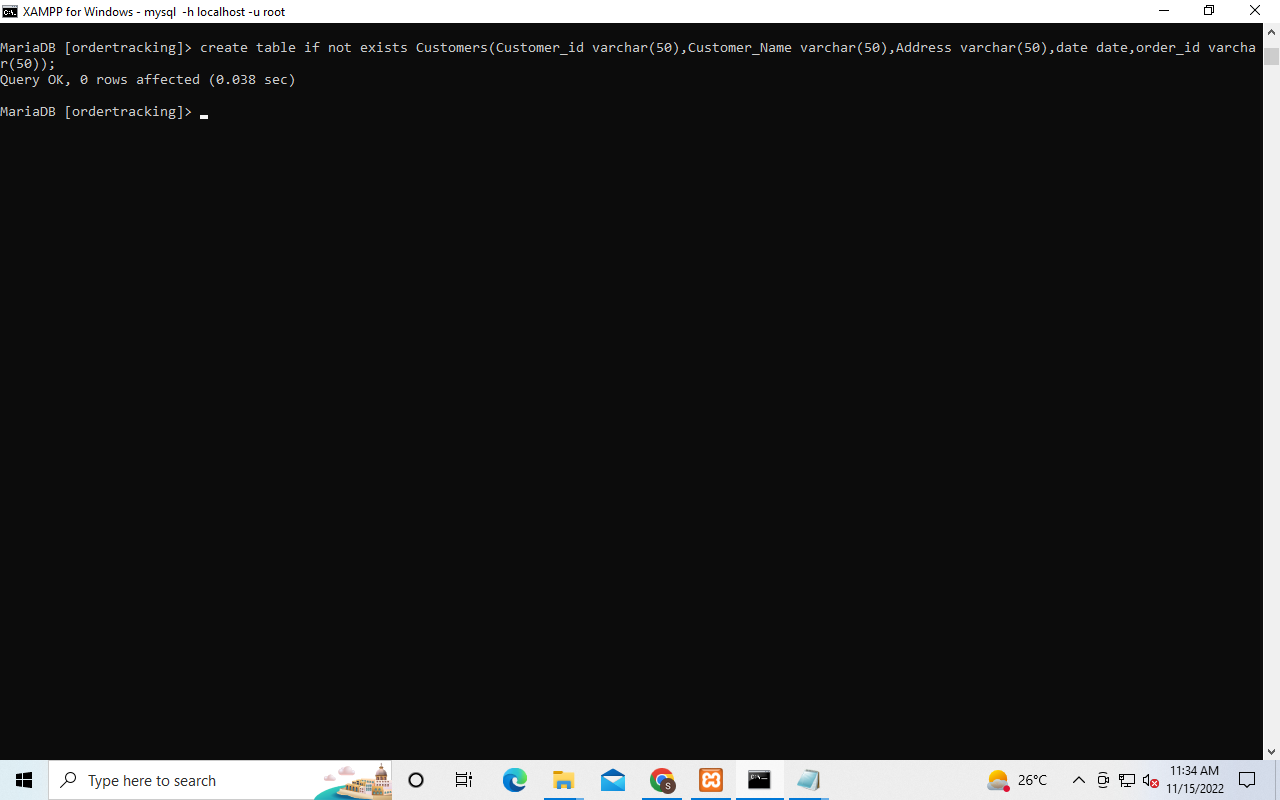 XAMPP for Windows - mysql  -h localhost -u root
MariaDB [ordertracking]> create table if not exists Customers(Customer_id varchar(50),Customer_Name varchar(50),Address varchar(50),date date,order_id varcha
r(50));
Query OK, 0 rows affected (0.038 sec)
MariaDB [ordertracking]>
Type here to search
S
26°C
11:34 AM
11/15/2022